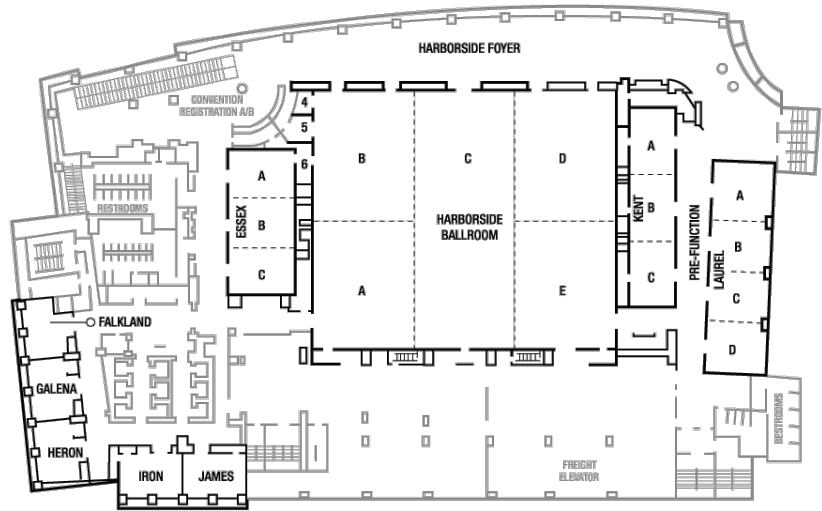 HARBORSIDE FOYER
CONVENTION
REGISTRATION A/B
4
5
6
B
C
D
A
B
C
ESSEX
HARBORSIDE
BALLROOM
A
E
A
B
C
KENT
PRE-FUNCTION
LAUREL
A
B
C
D
RESTROOMS
FALKLAND
GALENA
HERON
IRON
JAMES
FREIGHT
ELEVATOR
RESTROOMS